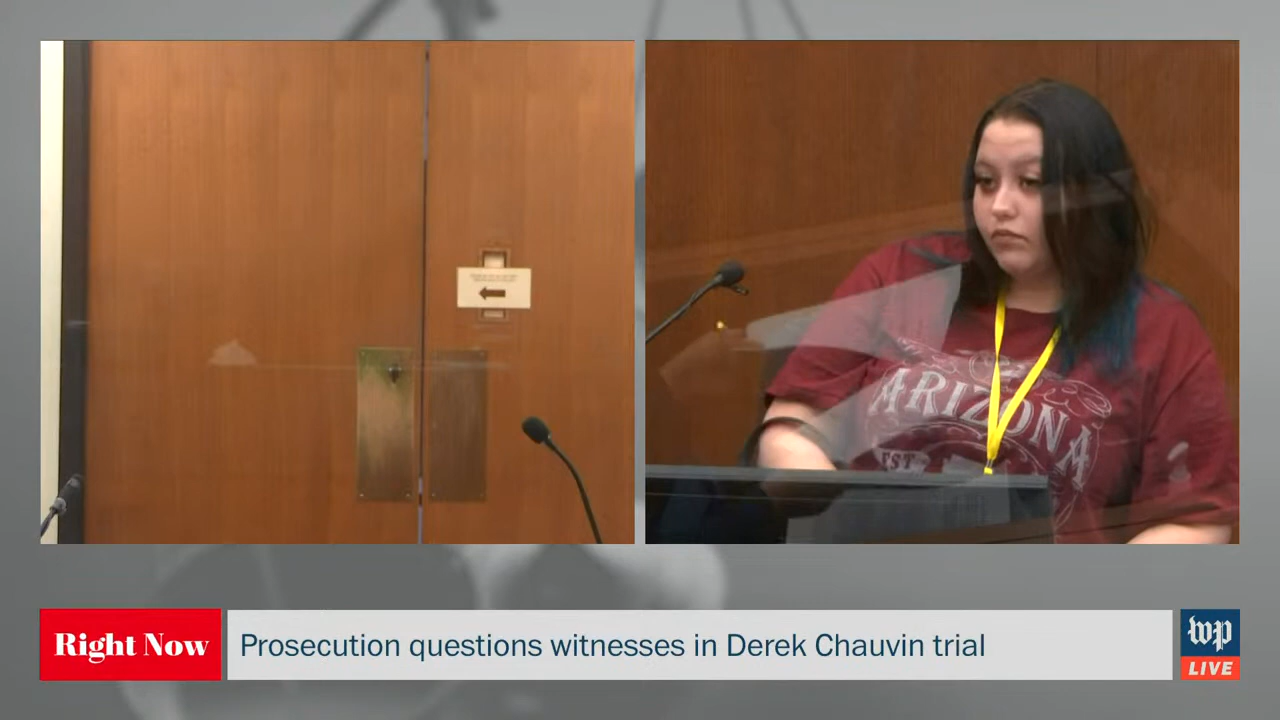 ARIZONA
EST
Right Now
Prosecution questions witnesses in Derek Chauvin trial
wp
LIVE